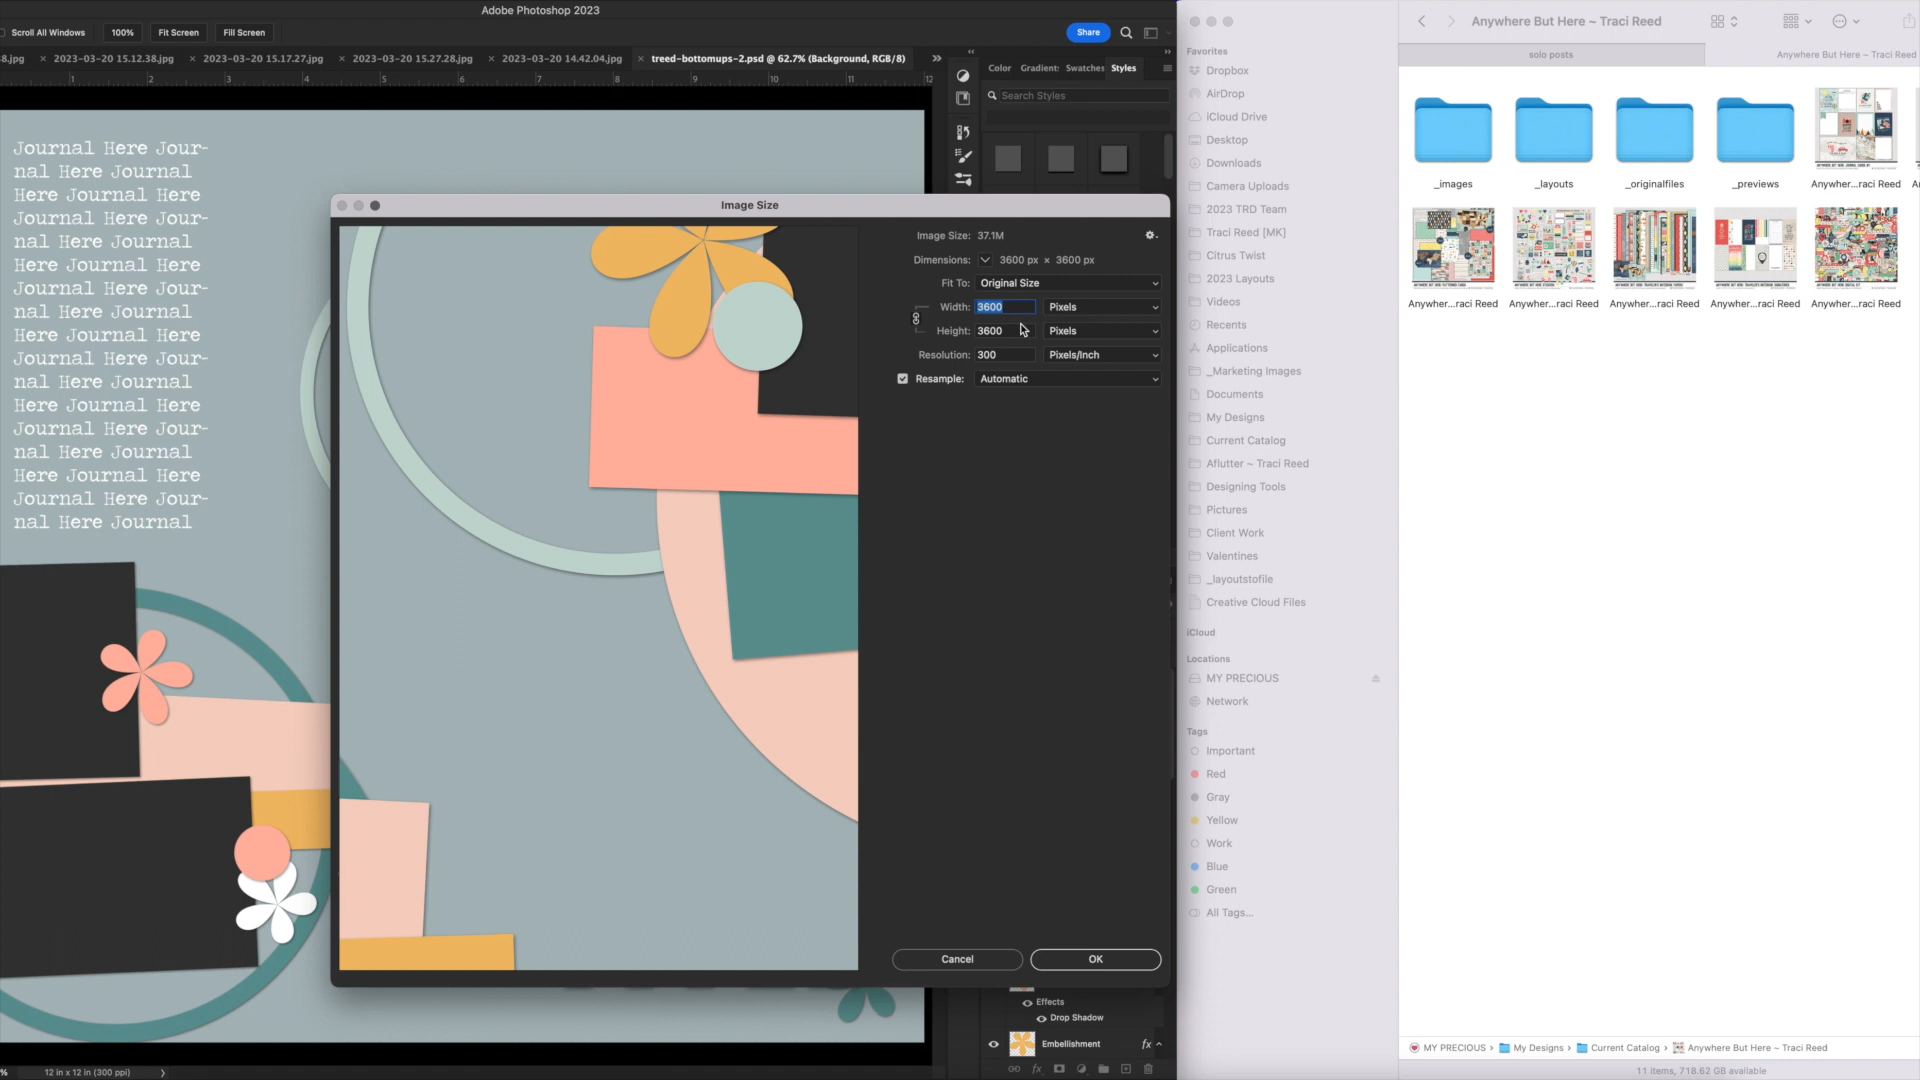 Adobe Photoshop 2023
Scroll All Windows
100%
Fit Screen
Fill Screen
Share
8.jpg
2023-03-20 15.12.38.jpg
2023-03-20 15.17.27.jpg
2023-03-20 15.27.28.jpg
2023-03-20 14.42.04.jpg
treed-bottomups-2.psd @ 62.7% (Background, RGB/8)
1 2 3 4 5 6 7 8 9 10 11 12
Journal Here Jour-
nal Here Journal
Here Journal Here
Journal Here Jour-
nal Here Journal
Here Journal Here
Journal Here Jour-
nal Here Journal
Here Journal Here
Journal Here Jour-
nal Here Journal
Here Journal Here
Journal Here Jour-
nal Here Journal
Here Journal Here
Journal Here Jour-
nal Here Journal
12 in x 12 in (300 ppi)
Color
Gradient:
Swatches
Styles
Search Styles
Image Size
Image Size: 37.1M
Dimensions: 3600 px × 3600 px
Fit To: Original Size
Width: 3600 Pixels
Height: 3600 Pixels
Resolution: 300 Pixels/Inch
Resample: Automatic
Cancel
OK
Effects
Drop Shadow
Embellishment
fx
Favorites
Dropbox
AirDrop
iCloud Drive
Desktop
Downloads
Camera Uploads
2023 TRD Team
Traci Reed [MK]
Citrus Twist
2023 Layouts
Videos
Recents
Applications
_Marketing Images
Documents
My Designs
Current Catalog
Aflutter ~ Traci Reed
Designing Tools
Pictures
Client Work
Valentines
_layoutstofile
Creative Cloud Files
iCloud
Locations
MY PRECIOUS
Network
Tags
Important
Red
Gray
Yellow
Work
Blue
Green
All Tags...
Anywhere But Here ~ Traci Reed
solo posts
Anywhere But Here ~ Traci Reed
_images
_layouts
_originalfiles
_previews
Anywher...raci Reed
Anywher...raci Reed
Anywher...raci Reed
Anywher...raci Reed
Anywher...raci Reed
Anywher...raci Reed
MY PRECIOUS › My Designs › Current Catalog › Anywhere But Here ~ Traci Reed
11 items, 718.62 GB available